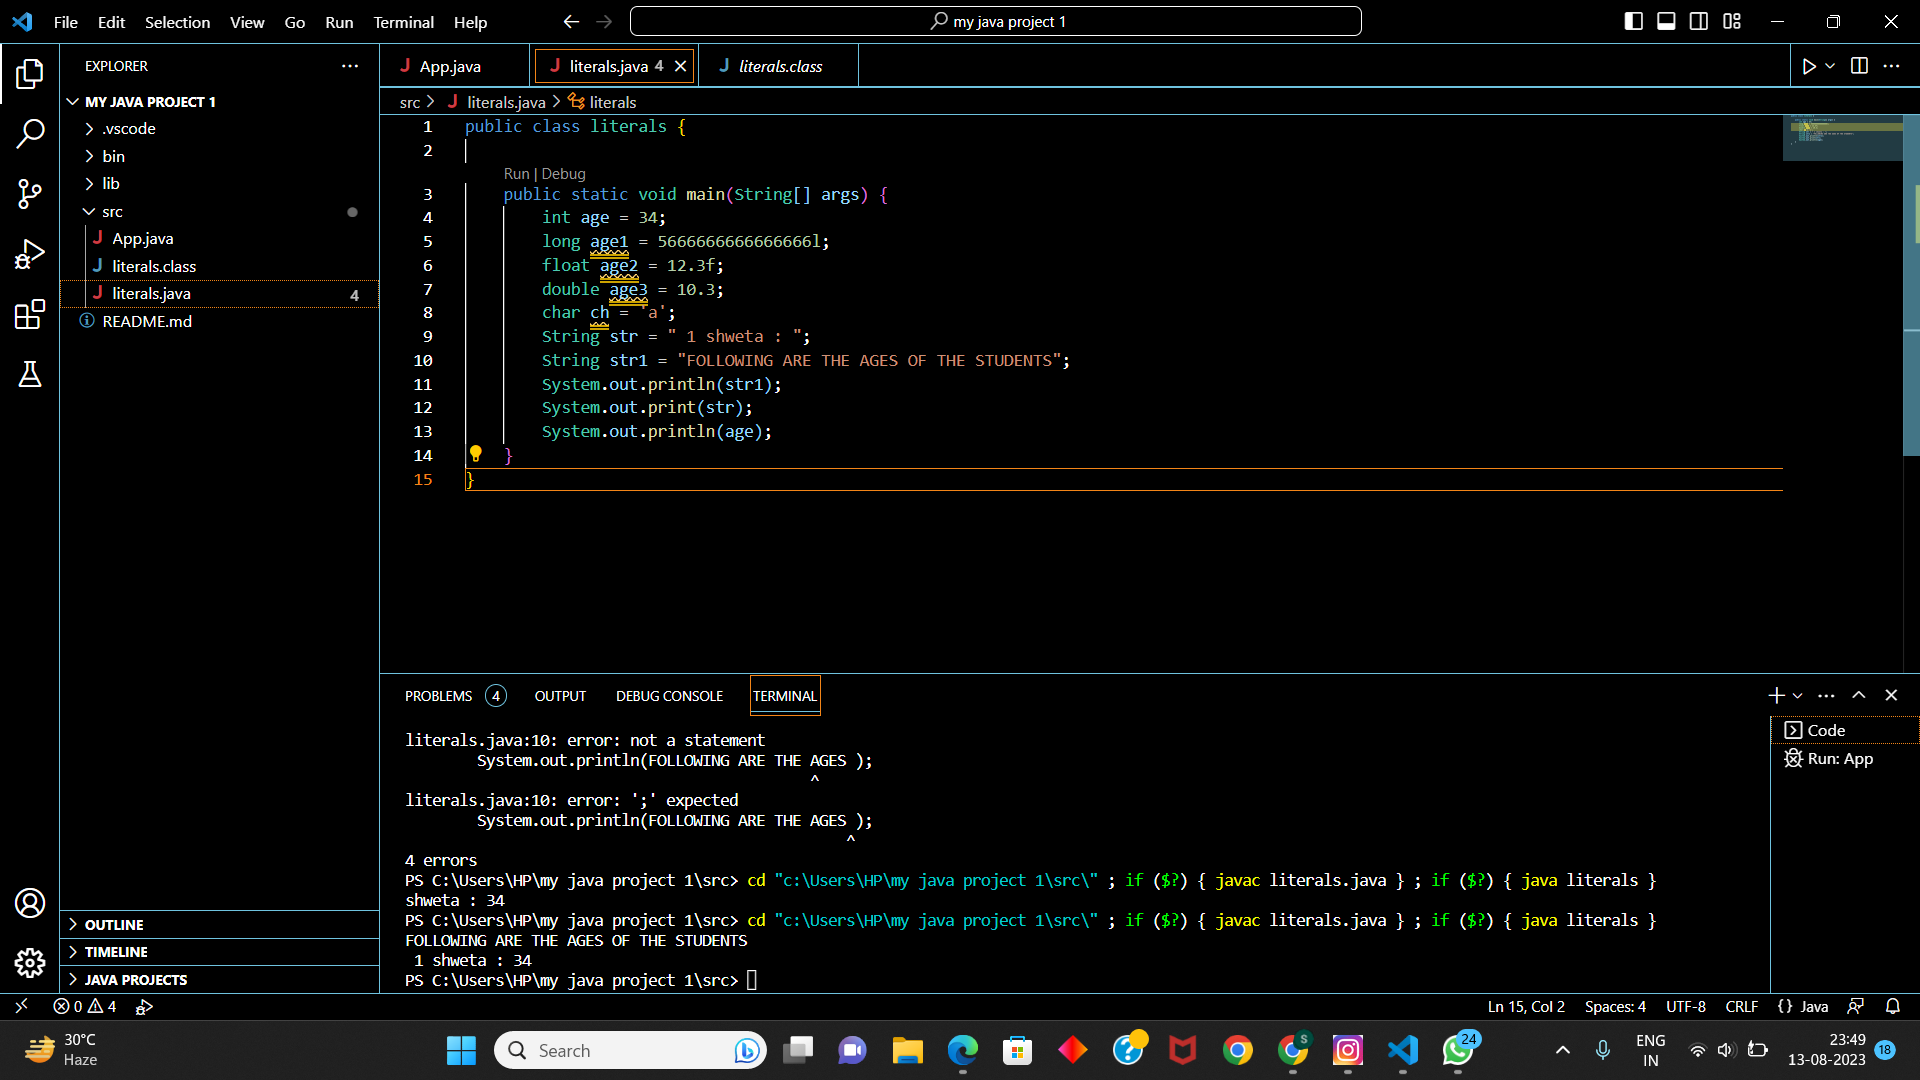 File Edit Selection View Go Run Terminal Help
my java project 1
EXPLORER
MY JAVA PROJECT 1
.vscode
bin
lib
src
App.java
literals.class
literals.java 4
README.md
OUTLINE
TIMELINE
JAVA PROJECTS
App.java
literals.java 4
literals.class
src > literals.java > literals
1 public class literals {
2
Run | Debug
3 public static void main(String[] args) {
4 int age = 34;
5 long age1 = 5666666666666666l;
6 float age2 = 12.3f;
7 double age3 = 10.3;
8 char ch = 'a';
9 String str = " 1 shweta : ";
10 String str1 = "FOLLOWING ARE THE AGES OF THE STUDENTS";
11 System.out.println(str1);
12 System.out.print(str);
13 System.out.println(age);
14 }
15 }
PROBLEMS 4 OUTPUT DEBUG CONSOLE TERMINAL
literals.java:10: error: not a statement
System.out.println(FOLLOWING ARE THE AGES );
^
literals.java:10: error: ';' expected
System.out.println(FOLLOWING ARE THE AGES );
^
4 errors
PS C:\Users\HP\my java project 1\src> cd "c:\Users\HP\my java project 1\src\" ; if ($?) { javac literals.java } ; if ($?) { java literals }
shweta : 34
PS C:\Users\HP\my java project 1\src> cd "c:\Users\HP\my java project 1\src\" ; if ($?) { javac literals.java } ; if ($?) { java literals }
FOLLOWING ARE THE AGES OF THE STUDENTS
1 shweta : 34
PS C:\Users\HP\my java project 1\src>
Code
Run: App
0 4
Ln 15, Col 2 Spaces: 4 UTF-8 CRLF {} Java
30°C
Haze
Search
S
24
ENG
IN
23:49
13-08-2023
18